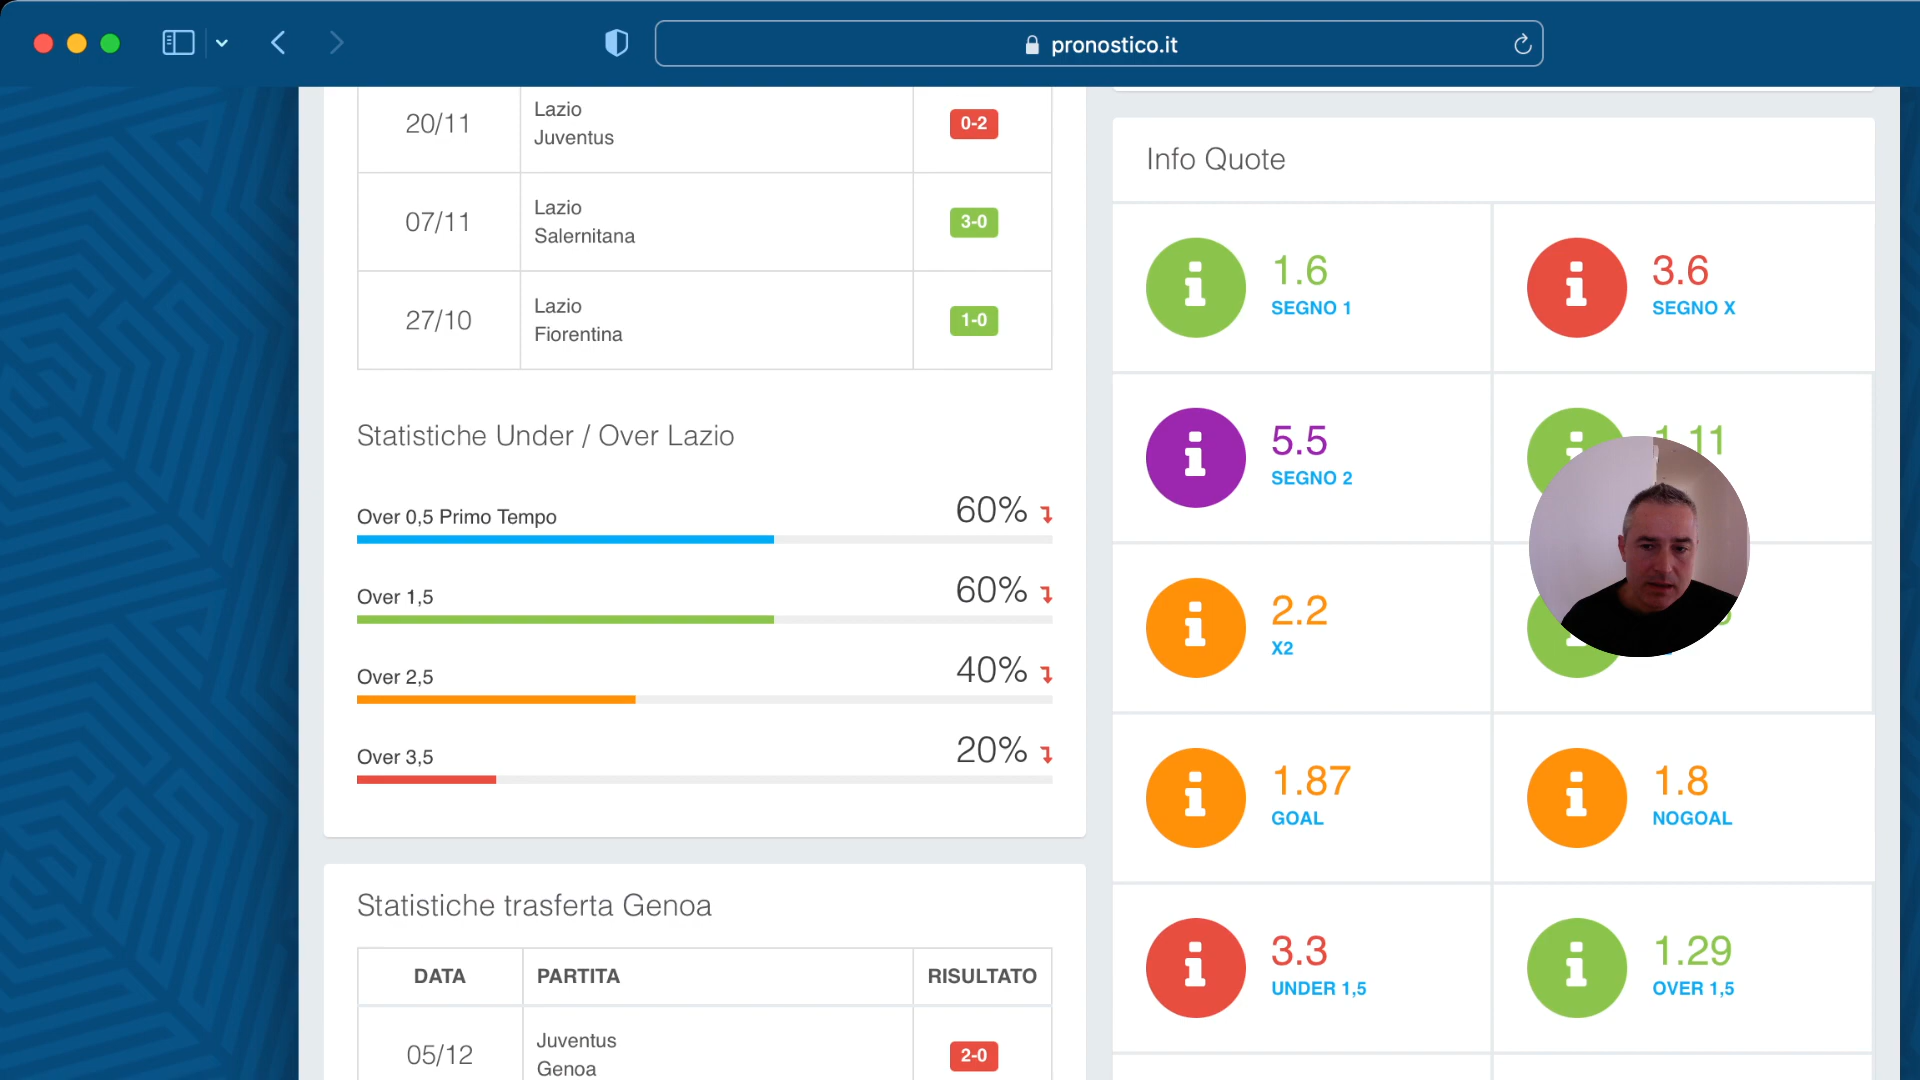 pronostico.it
20/11
Lazio
Juventus
0-2
07/11
Lazio
Salernitana
3-0
27/10
Lazio
Fiorentina
1-0
Statistiche Under / Over Lazio
Over 0,5 Primo Tempo
60%
Over 1,5
60%
Over 2,5
40%
Over 3,5
20%
Statistiche trasferta Genoa
DATA
PARTITA
RISULTATO
05/12
Juventus
Genoa
2-0
Info Quote
1.6
SEGNO 1
3.6
SEGNO X
5.5
SEGNO 2
1.11
2.2
X2
1.87
GOAL
1.8
NOGOAL
3.3
UNDER 1,5
1.29
OVER 1,5